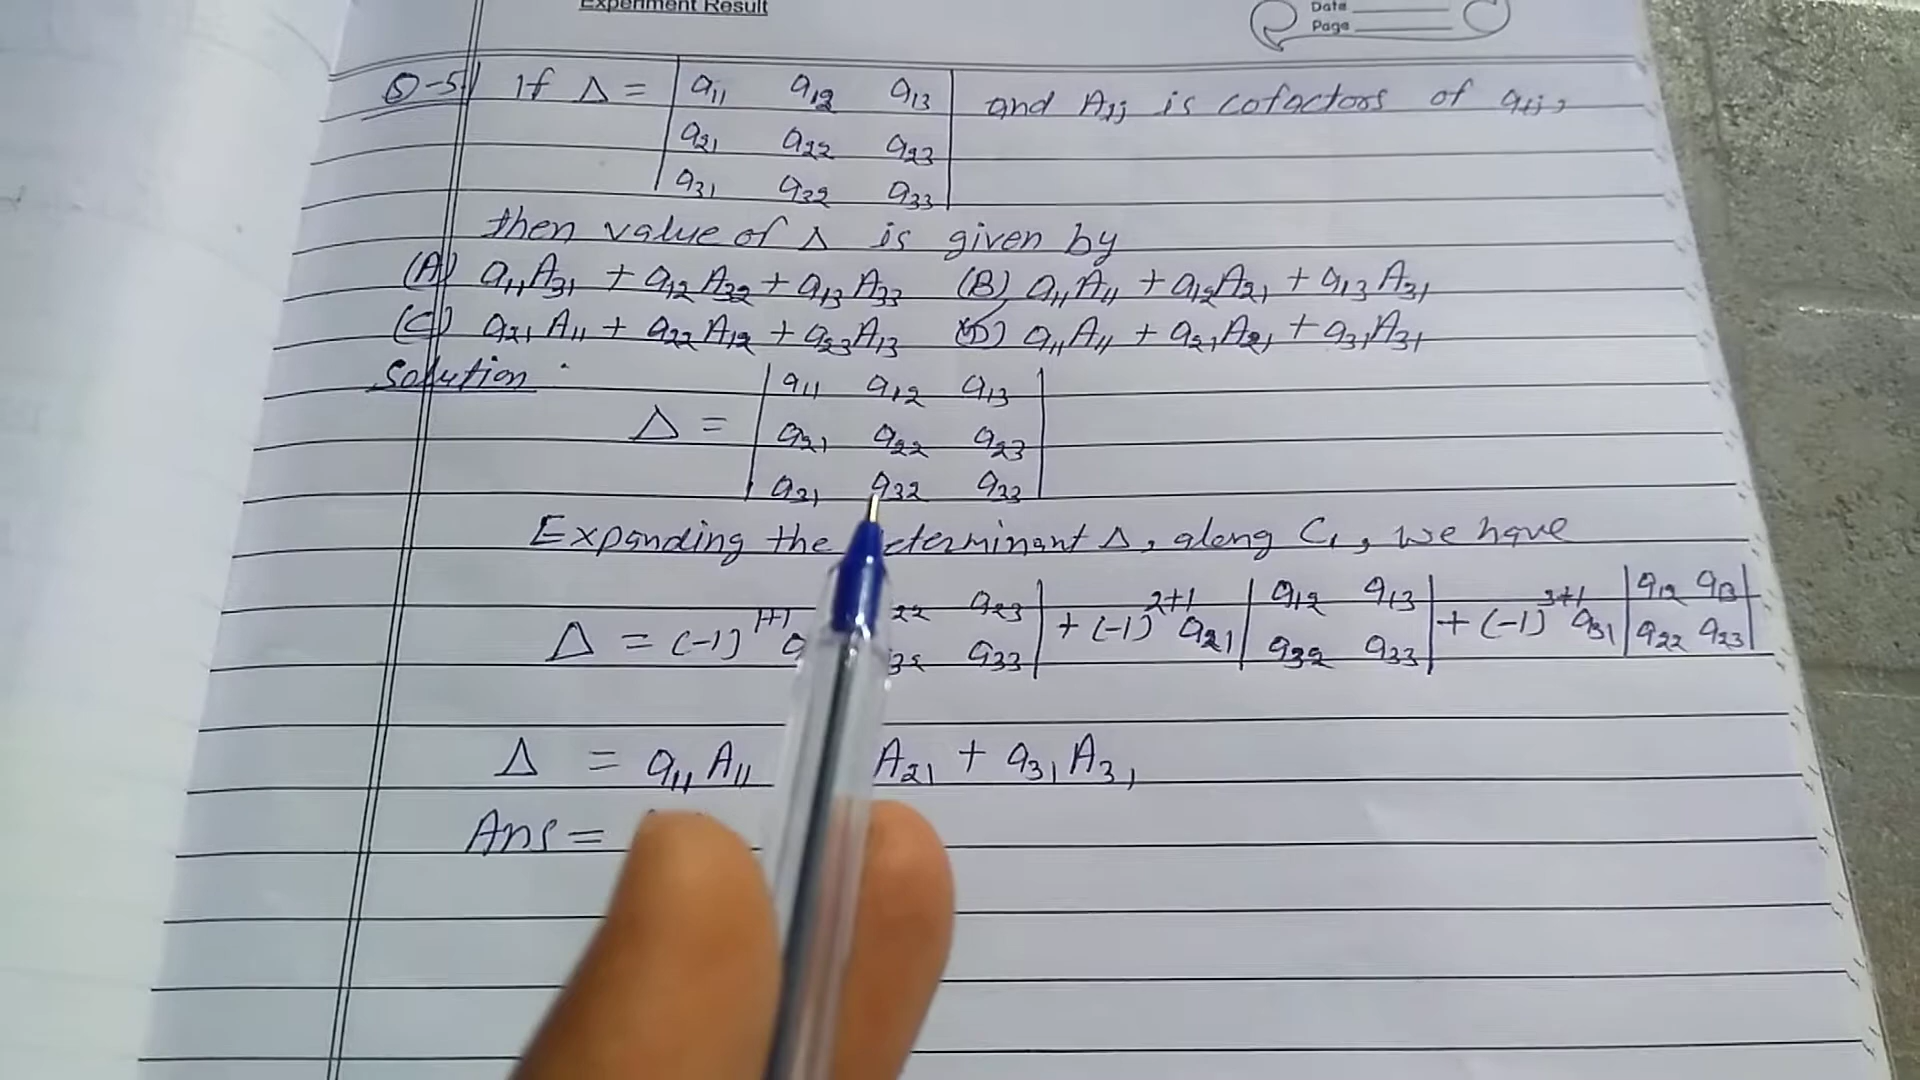 Experiment Result
Date
Page
Q-5 If Δ = | a11 a12 a13 | and Aij is cofactors of aij,
| a21 a22 a23 |
| a31 a32 a33 |
then value of Δ is given by
(A) a11A31 + a12A32 + a13A33 (B) a11A11 + a12A21 + a13A31
(C) a21A11 + a22A12 + a23A13 (D) a11A11 + a21A21 + a31A31
Solution
Δ = | a11 a12 a13 |
| a21 a22 a23 |
| a31 a32 a33 |
Expanding the determinant Δ, along C1, we have
Δ = (-1)^1+1 22 a23 | + (-1)^2+1 a21 | a12 a13 | + (-1)^3+1 a31 | a12 a13 |
32 a33 | | a32 a33 | | a22 a23 |
Δ = a11A11 A21 + a31A31
Ans =